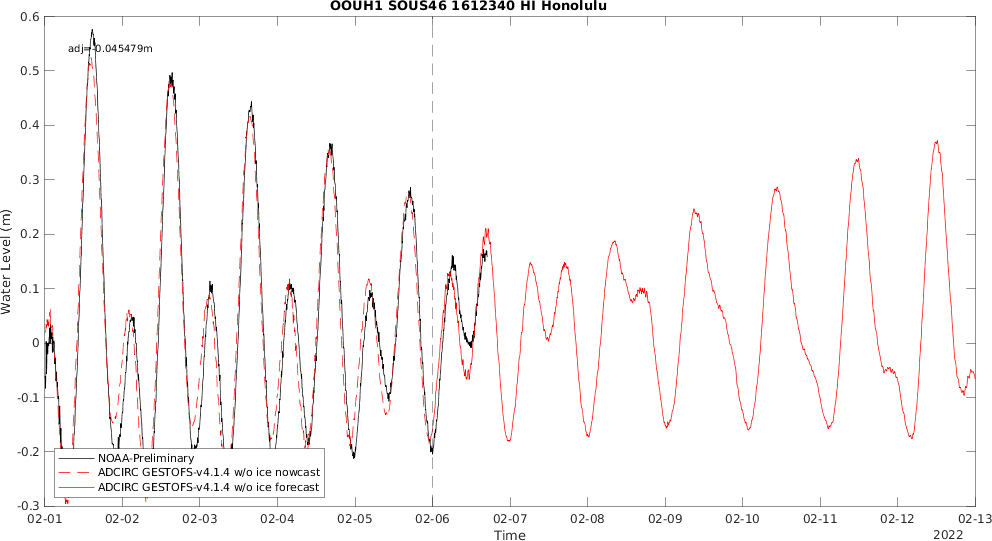 OOUH1 SOUS46 1612340 HI Honolulu
adj=-0.045479m
0.6
0.5
0.4
0.3
0.2
0.1
0
-0.1
-0.2
-0.3
Water Level (m)
NOAA-Preliminary
ADCIRC GESTOFS-v4.1.4 w/o ice nowcast
ADCIRC GESTOFS-v4.1.4 w/o ice forecast
02-01 02-02 02-03 02-04 02-05 02-06 02-07 02-08 02-09 02-10 02-11 02-12 02-13
Time
2022